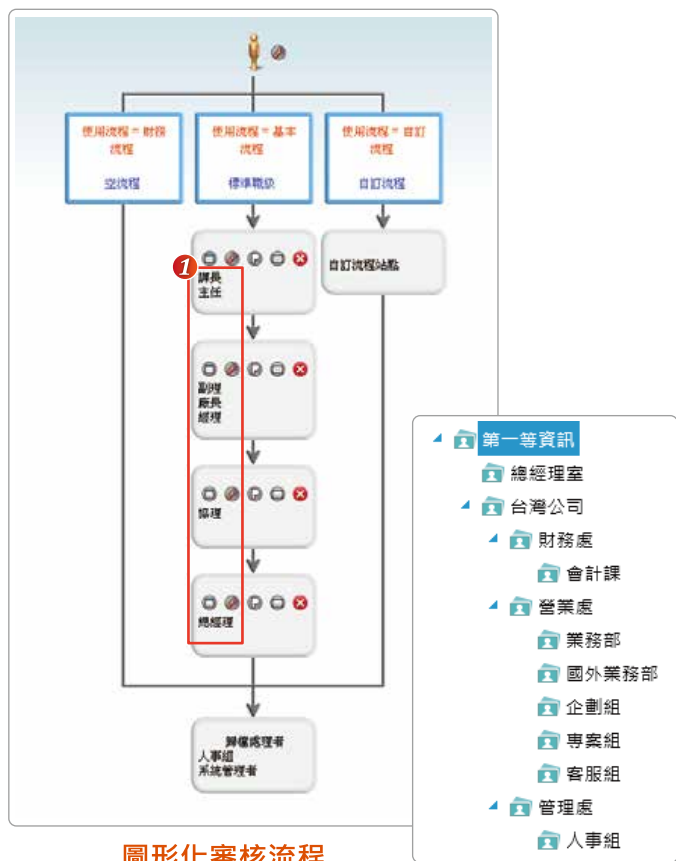 使用流程 = 財務
流程
空流程
使用流程 = 基本
流程
標準職級
使用流程 = 自訂
流程
自訂流程
1
課長
主任
自訂流程站點
副理
廠長
經理
協理
總經理
歸檔處理者
人事組
系統管理者
圖形化審核流程
第一等資訊
總經理室
台灣公司
財務處
會計課
營業處
業務部
國外業務部
企劃組
專案組
客服組
管理處
人事組